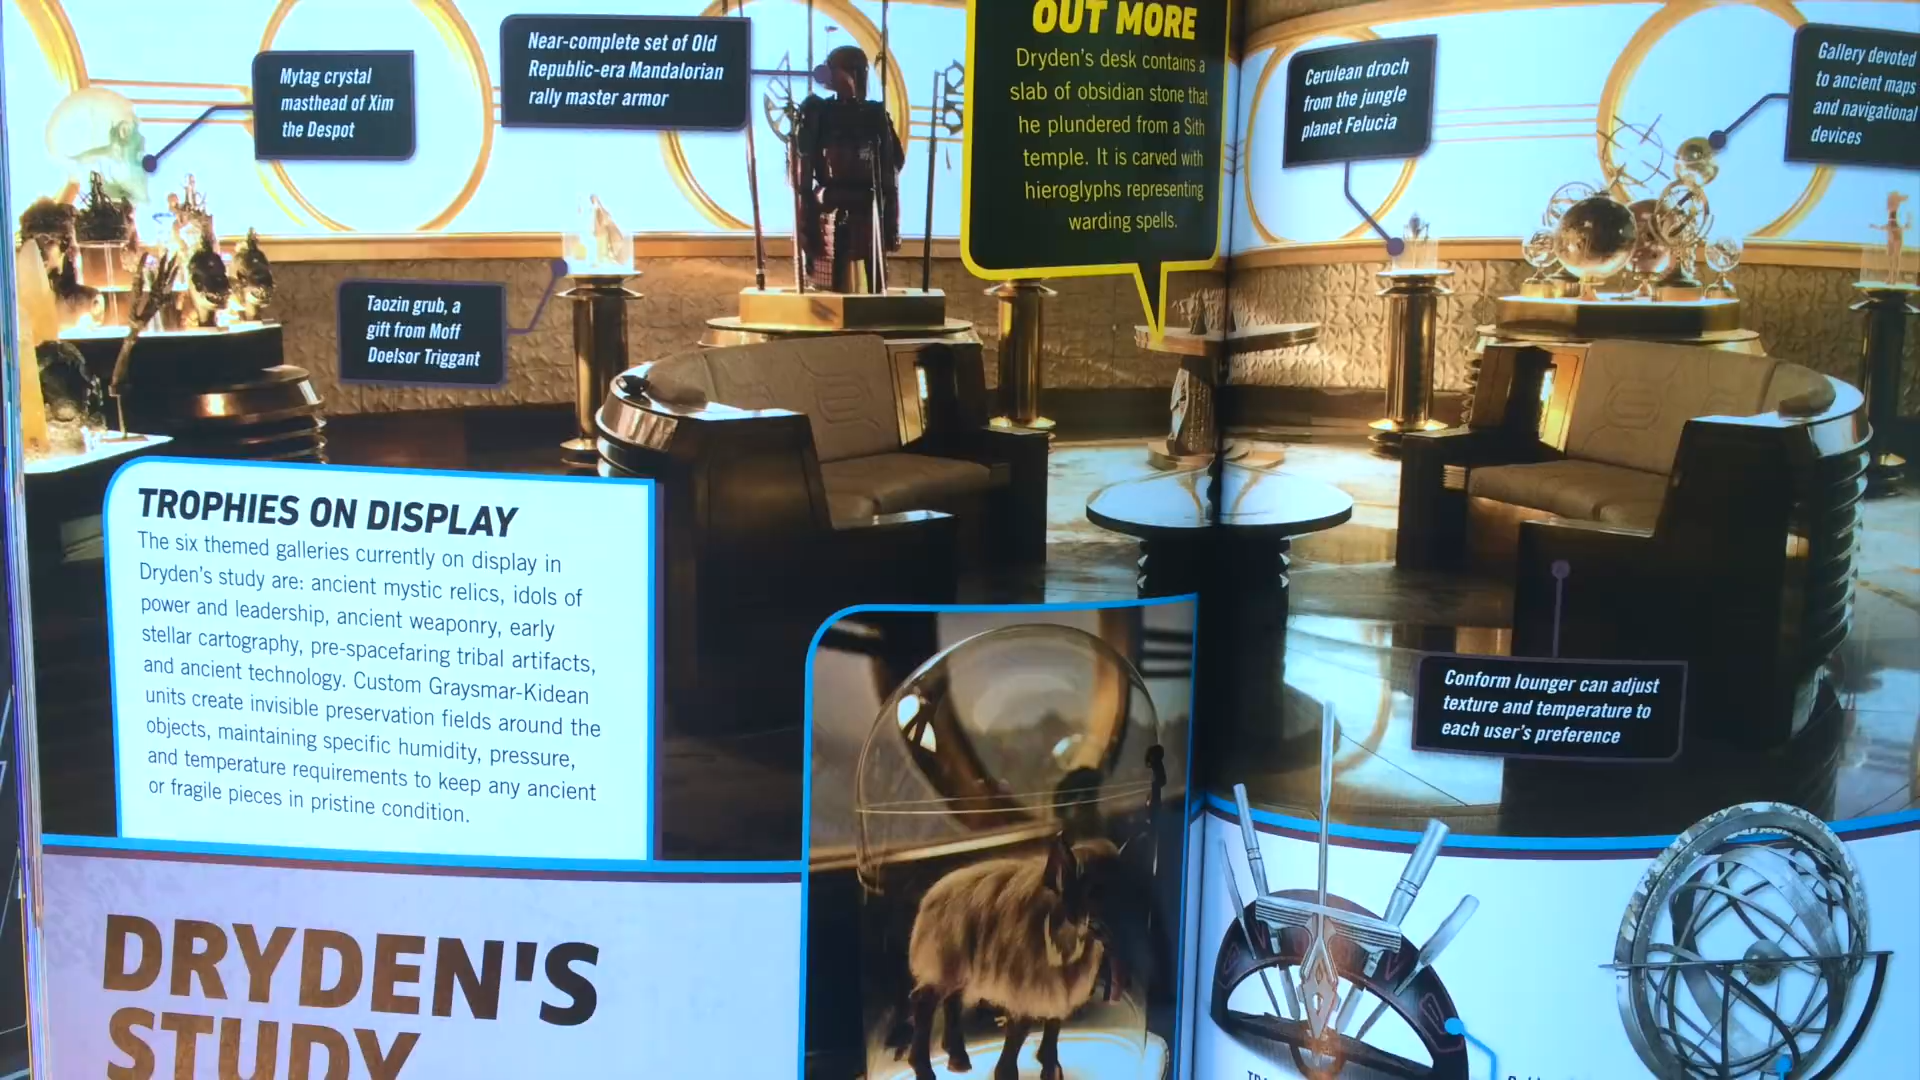 Mytag crystal
masthead of Xim
the Despot
Near-complete set of Old
Republic-era Mandalorian
rally master armor
OUT MORE
Dryden's desk contains a
slab of obsidian stone that
he plundered from a Sith
temple. It is carved with
hieroglyphs representing
warding spells.
Cerulean droch
from the jungle
planet Felucia
Gallery devoted
to ancient maps
and navigational
devices
Taozin grub, a
gift from Moff
Doelsor Triggant
TROPHIES ON DISPLAY
The six themed galleries currently on display in
Dryden's study are: ancient mystic relics, idols of
power and leadership, ancient weaponry, early
stellar cartography, pre-spacefaring tribal artifacts,
and ancient technology. Custom Graysmar-Kidean
units create invisible preservation fields around the
objects, maintaining specific humidity, pressure,
and temperature requirements to keep any ancient
or fragile pieces in pristine condition.
Conform lounger can adjust
texture and temperature to
each user's preference
DRYDEN'S
STUDY